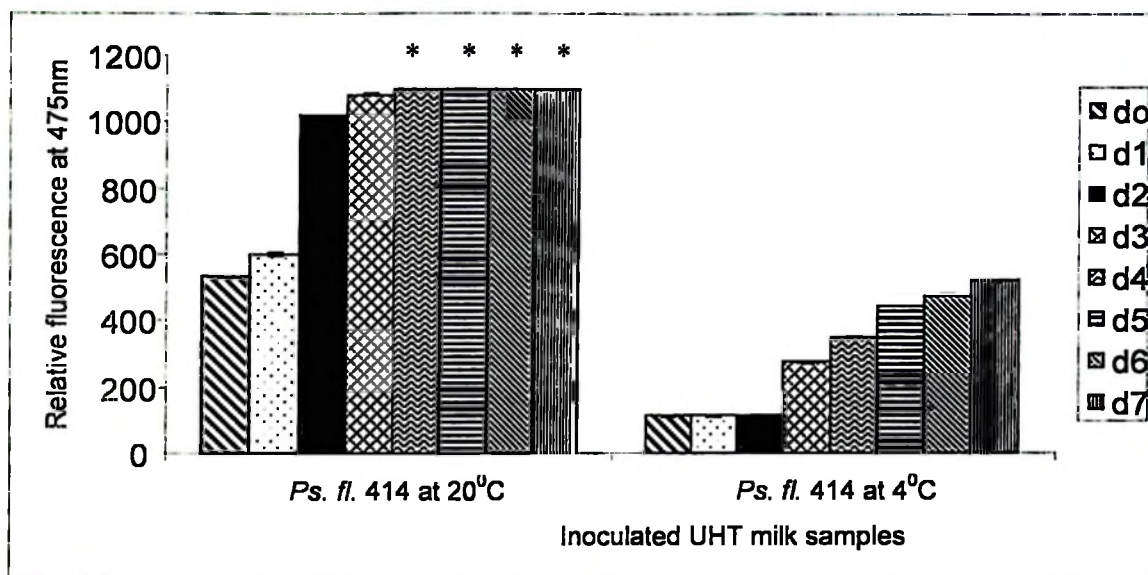 Relative fluorescence at 475nm
1200
1000
800
600
400
200
0
* * * *
Ps. fl. 414 at 20⁰C
Ps. fl. 414 at 4⁰C
Inoculated UHT milk samples
do
d1
d2
d3
d4
d5
d6
d7